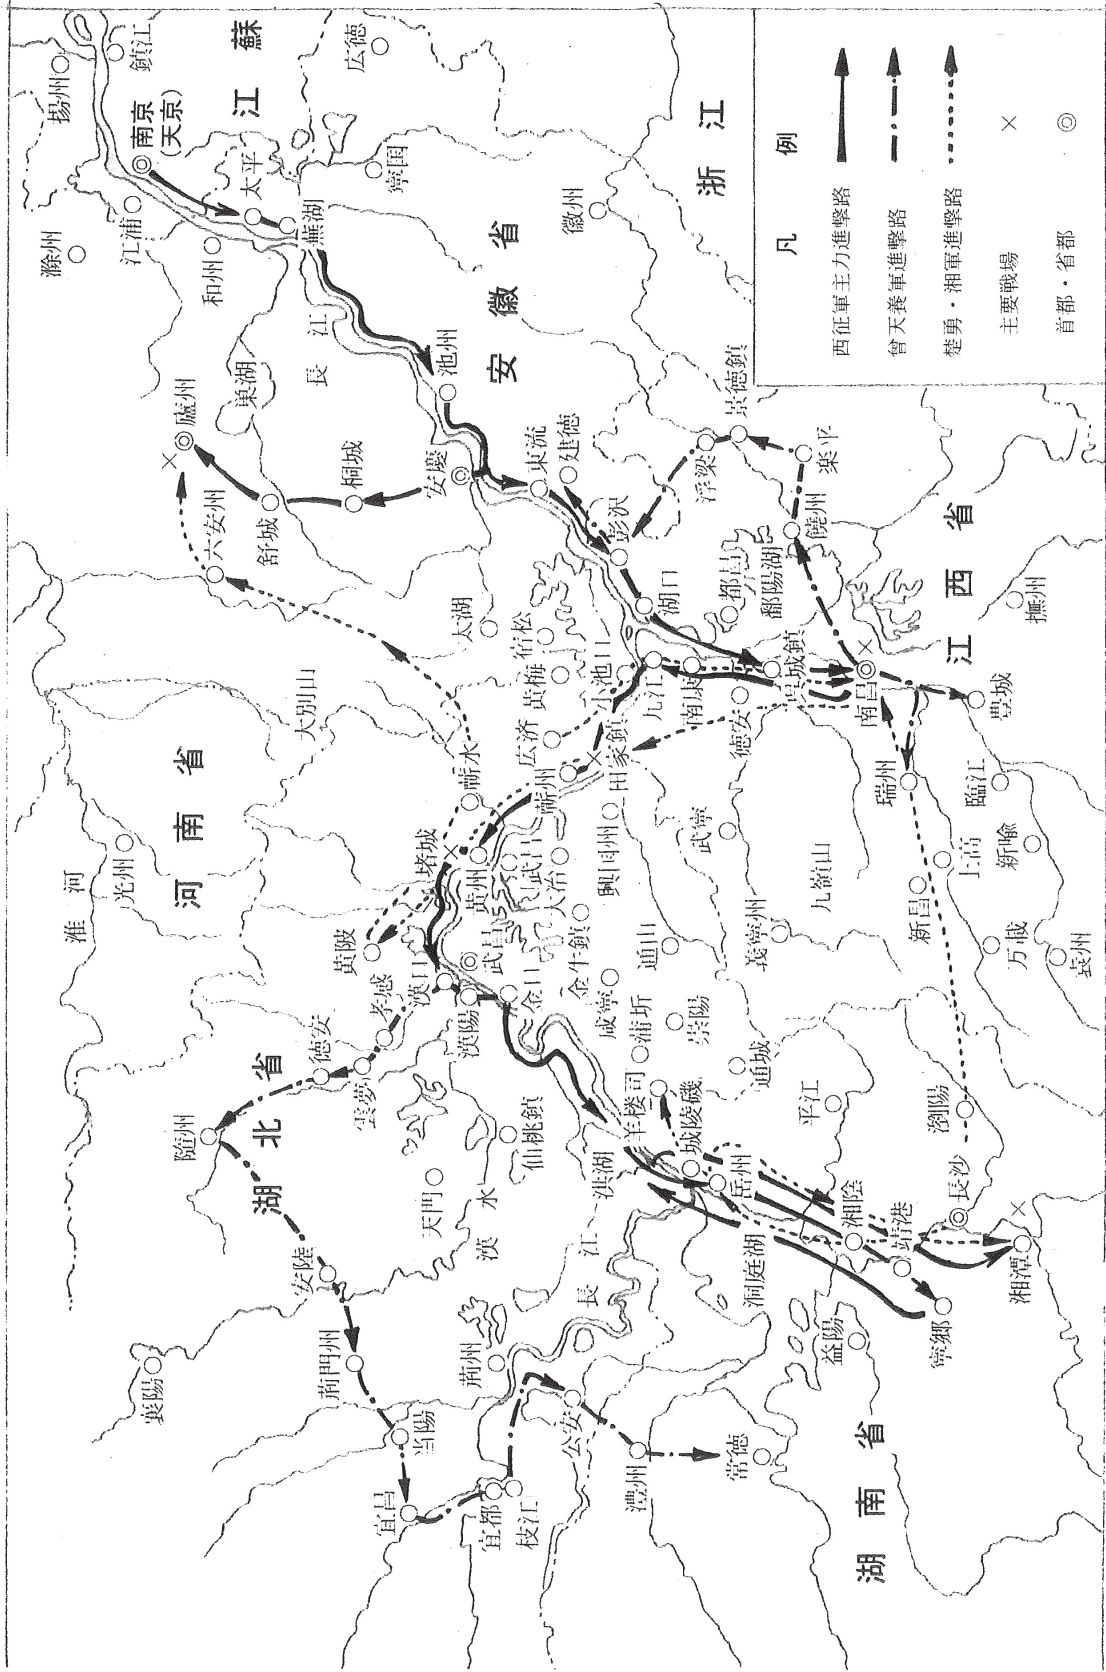 凡例
西征軍主力進撃路
曾天養軍進撃路
楚勇・湘軍進撃路
主要戦場
首都・省都
江蘇
浙江
安徽省
江西省
河南省
湖北省
湖南省
揚州
鎮江
南京
(天京)
広徳
太平
江浦
滁州
和州
蕪湖
寧国
徽州
長江
池州
巣湖
廬州
桐城
安慶
舒城
六安州
東流
建徳
彭沢
浮梁
景徳鎮
楽平
饒州
湖口
都昌
鄱陽湖
太湖
宿松
黄梅
小池口
九江
南康
呉城鎮
南昌
撫州
豊城
徳安
瑞州
臨江
大別山
広済
蘄水
蘄州
田家鎮
興国州
武寧
九嶺山
上高
新喩
新昌
万載
袁州
淮河
光州
堵城
黄州
武昌
大冶
黄陂
漢口
武昌
漢陽
金口
金牛鎮
咸寧
通山
義寧州
孝感
徳安
雲夢
隨州
蒲圻
崇陽
通城
羊楼司
城陵磯
岳州
平江
瀏陽
長沙
湘陰
靖港
湘潭
寧郷
益陽
洞庭湖
洪湖
仙桃鎮
天門
漢水
長江
安陸
荊門州
荊州
襄陽
当陽
宜昌
宜都
枝江
公安
澧州
常徳